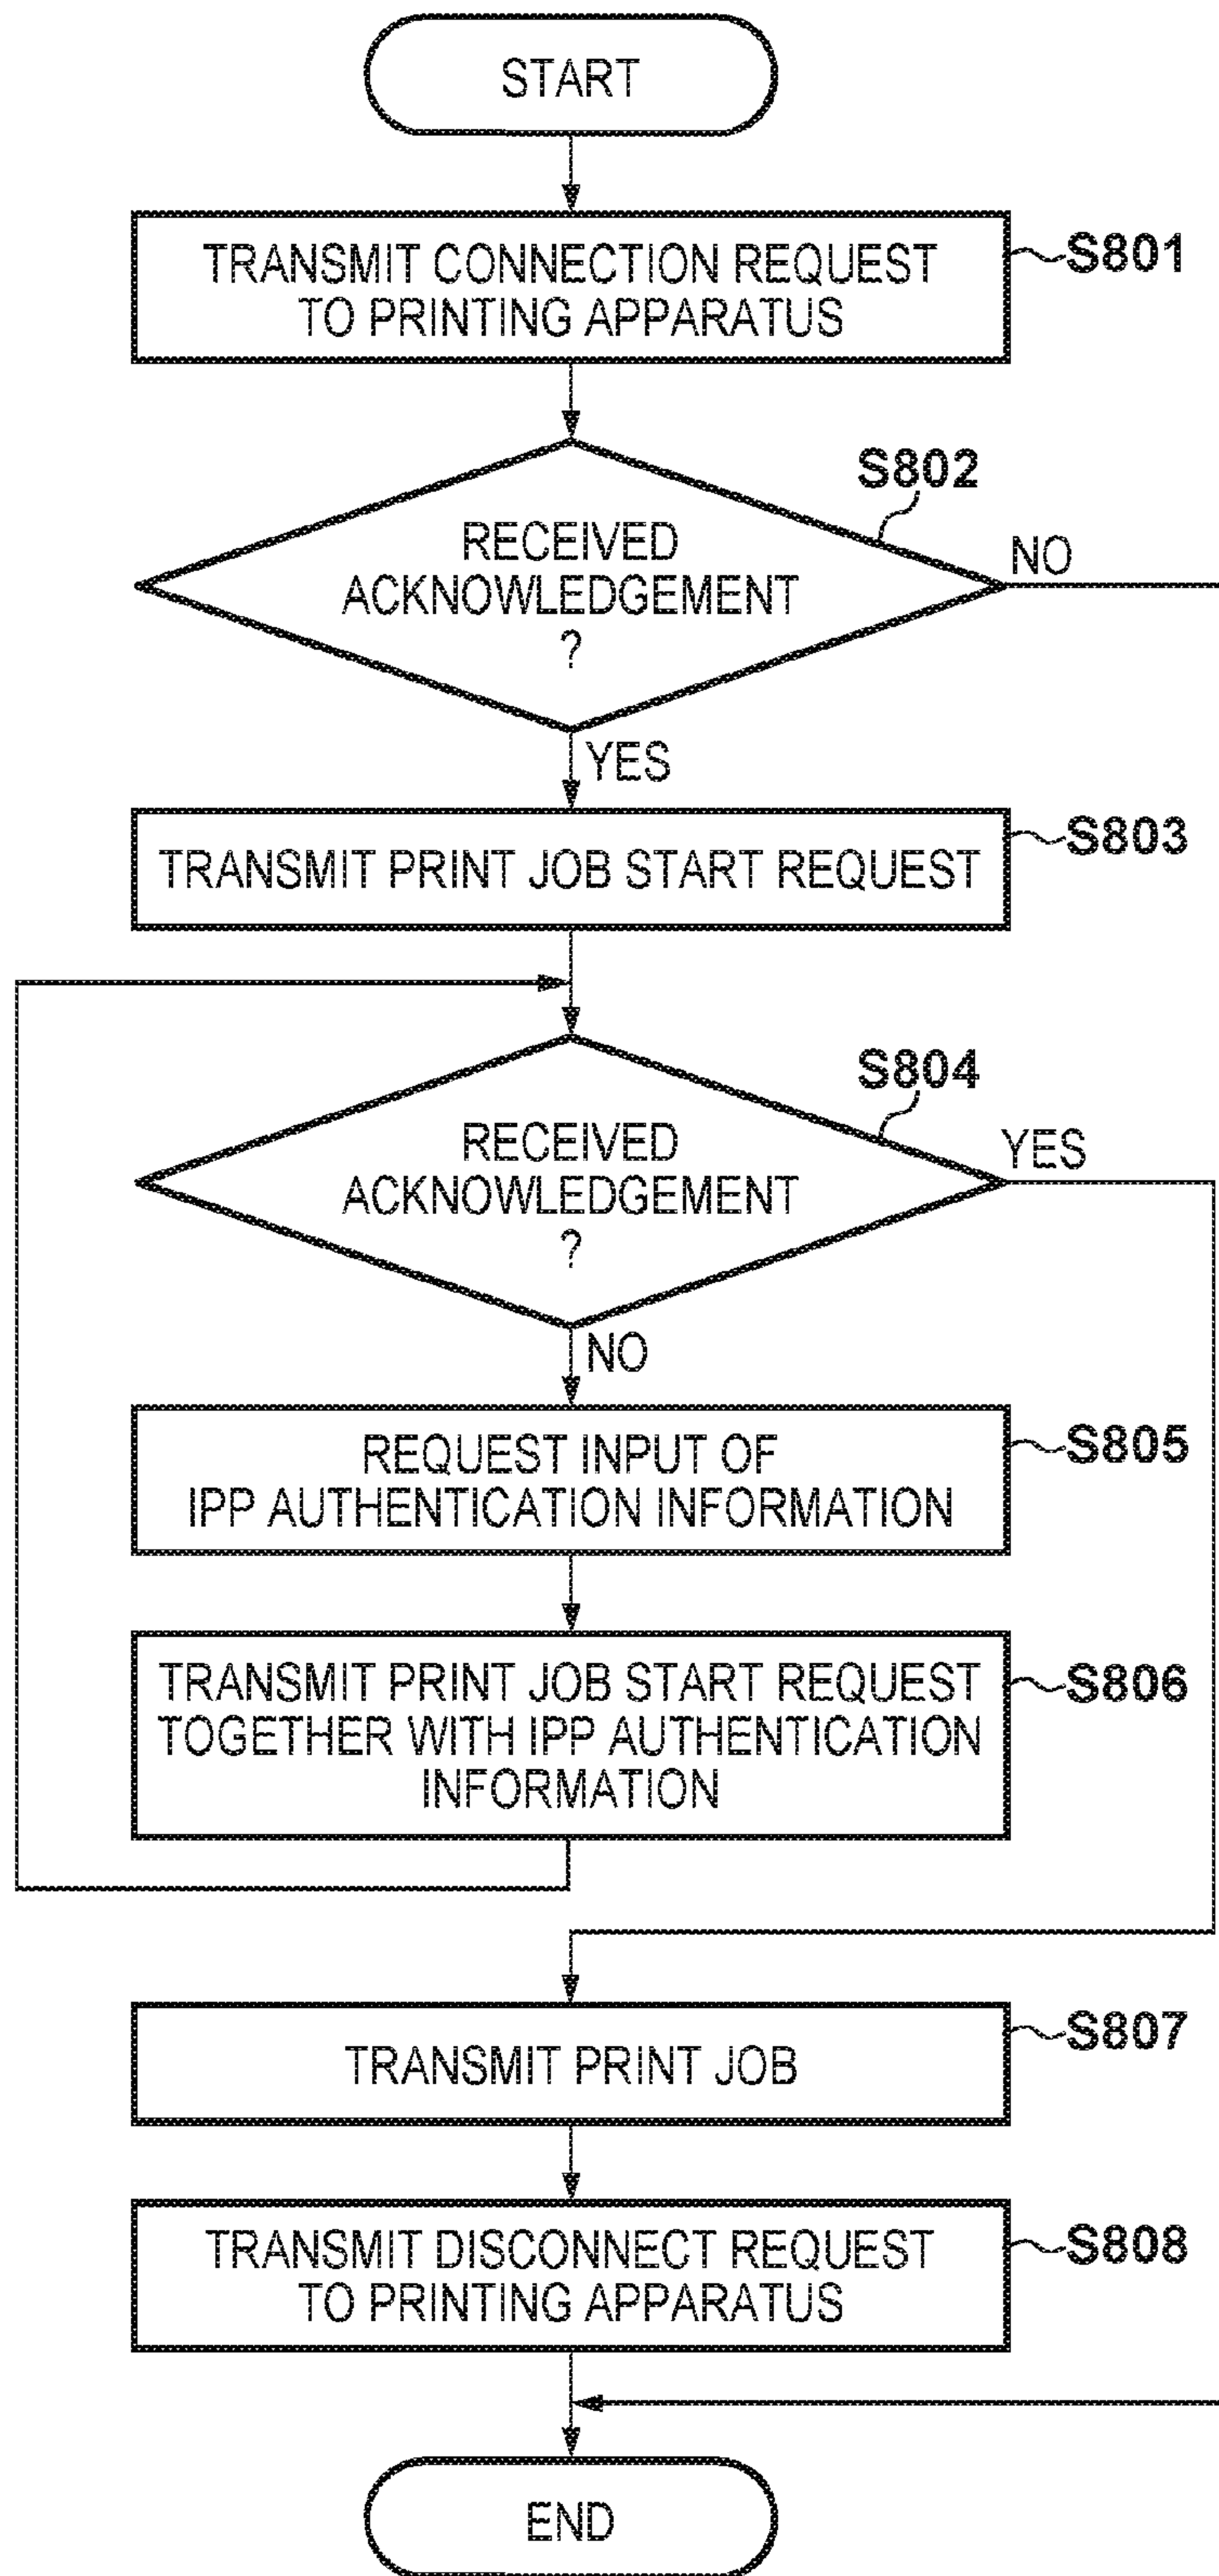 START
TRANSMIT CONNECTION REQUEST
TO PRINTING APPARATUS
S801
S802
RECEIVED
ACKNOWLEDGEMENT
?
NO
YES
TRANSMIT PRINT JOB START REQUEST
S803
S804
RECEIVED
ACKNOWLEDGEMENT
?
YES
NO
REQUEST INPUT OF
IPP AUTHENTICATION INFORMATION
S805
TRANSMIT PRINT JOB START REQUEST
TOGETHER WITH IPP AUTHENTICATION
INFORMATION
S806
TRANSMIT PRINT JOB
S807
TRANSMIT DISCONNECT REQUEST
TO PRINTING APPARATUS
S808
END